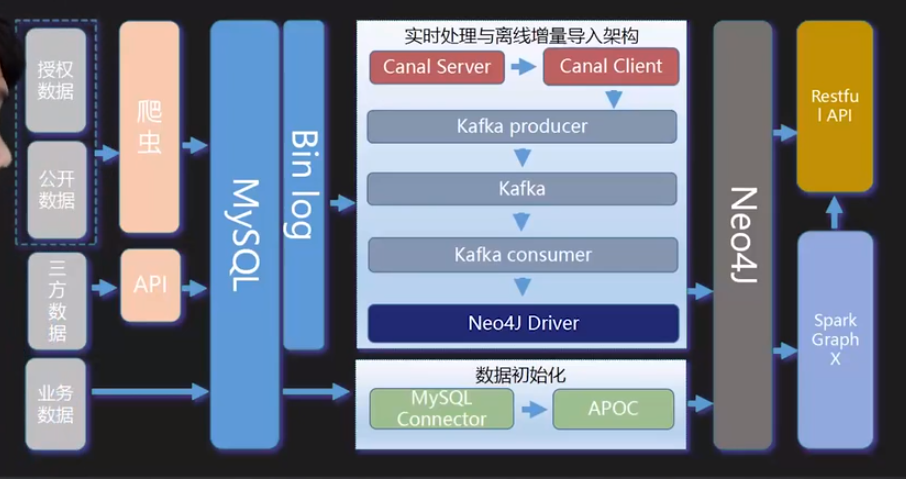 授权
数据
公开
数据
三
方
数
据
业务
数据
爬
虫
API
MySQL
Bin log
实时处理与离线增量导入架构
Canal Server
Canal Client
Kafka producer
Kafka
Kafka consumer
Neo4J Driver
数据初始化
MySQL
Connector
APOC
Neo4J
Restfu
l API
Spark
Graph
X